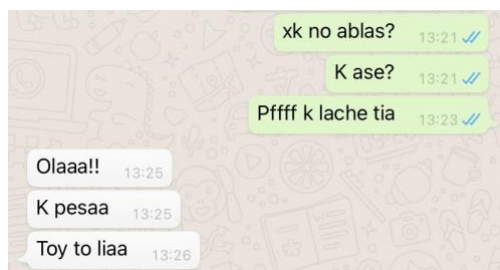 xk no ablas? 13:21
K ase? 13:21
Pffff k lache tia 13:23
Olaaa!! 13:25
K pesaa 13:25
Toy to liaa 13:26